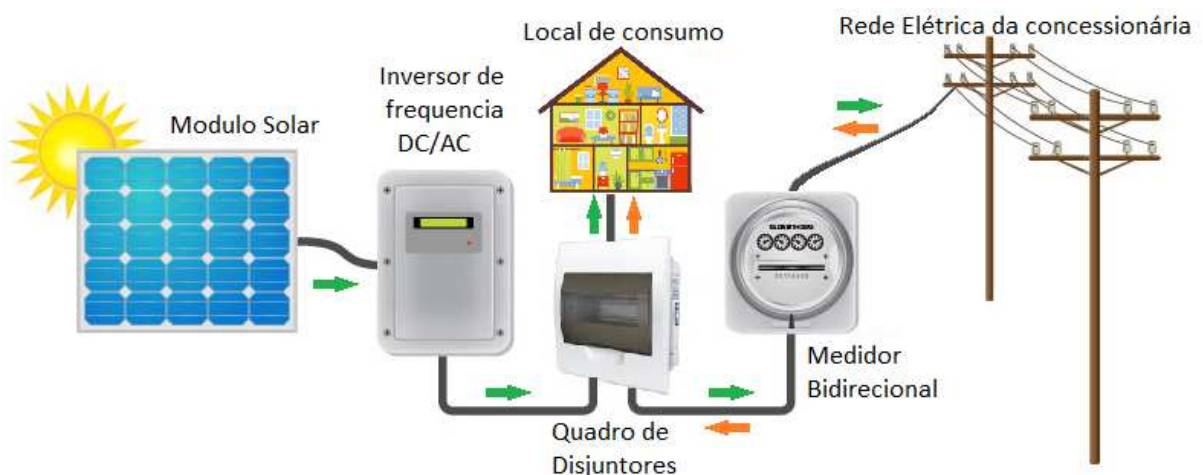 Modulo Solar
Inversor de
frequencia
DC/AC
Local de consumo
Rede Elétrica da concessionária
Medidor
Bidirecional
Quadro de
Disjuntores